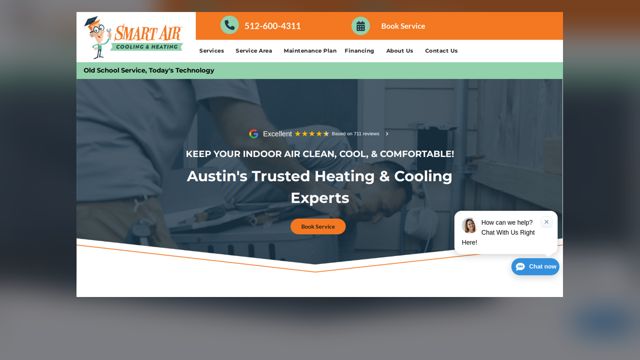 SMART AIR
COOLING & HEATING
512-600-4311
Book Service
Services
Service Area
Maintenance Plan
Financing
About Us
Contact Us
Old School Service, Today's Technology
Excellent
Based on 711 reviews
KEEP YOUR INDOOR AIR CLEAN, COOL, & COMFORTABLE!
Austin's Trusted Heating & Cooling
Experts
Book Service
How can we help?
Chat With Us Right
Here!
Chat now